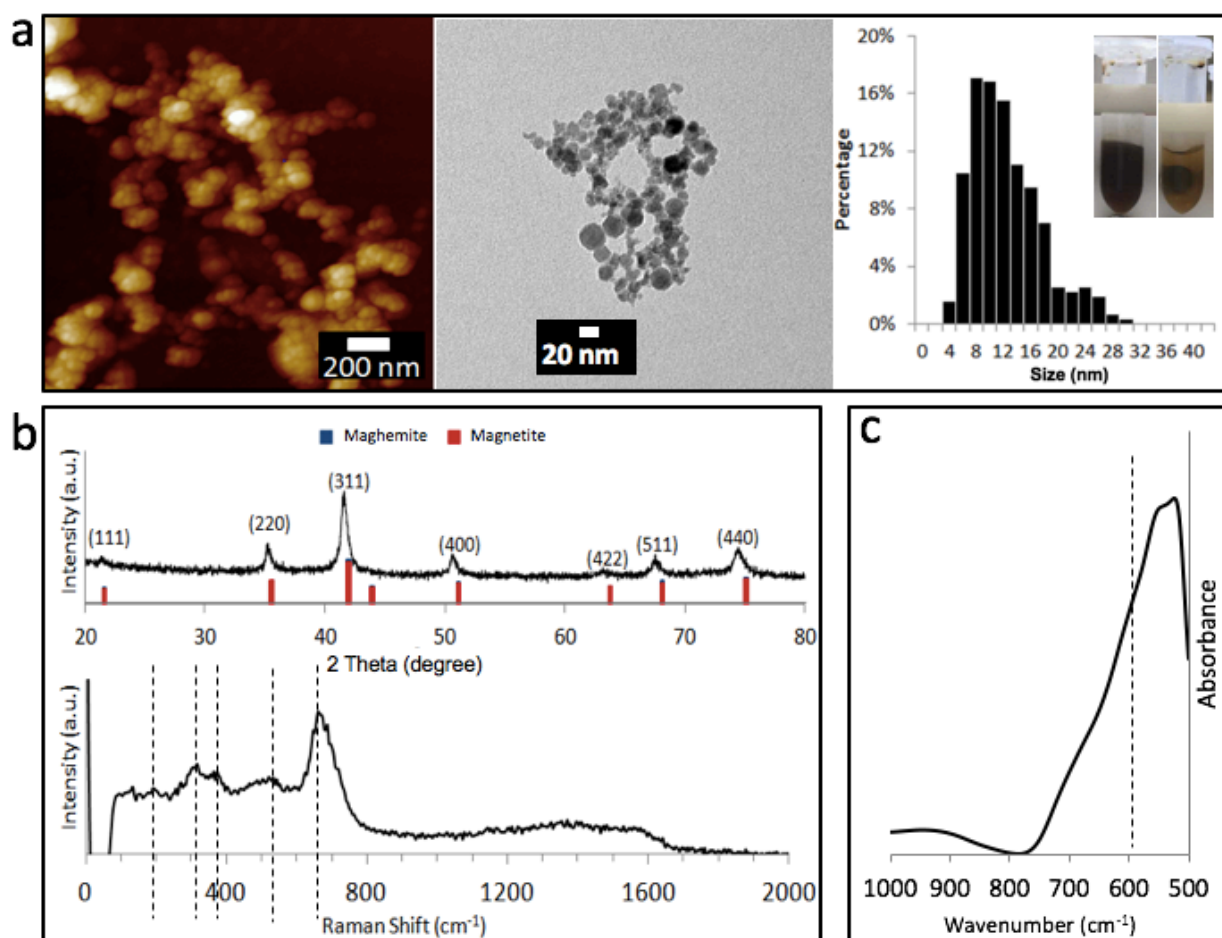 a
200 nm
20 nm
20%
16%
12%
8%
4%
0%
Percentage
0 4 8 12 16 20 24 28 32 36 40
Size (nm)
b
Maghemite Magnetite
Intensity (a.u.)
(111)
(220)
(311)
(400)
(422)
(511)
(440)
20 30 40 50 60 70 80
2 Theta (degree)
Intensity (a.u.)
0 400 800 1200 1600 2000
Raman Shift (cm⁻¹)
c
Absorbance
1000 900 800 700 600 500
Wavenumber (cm⁻¹)